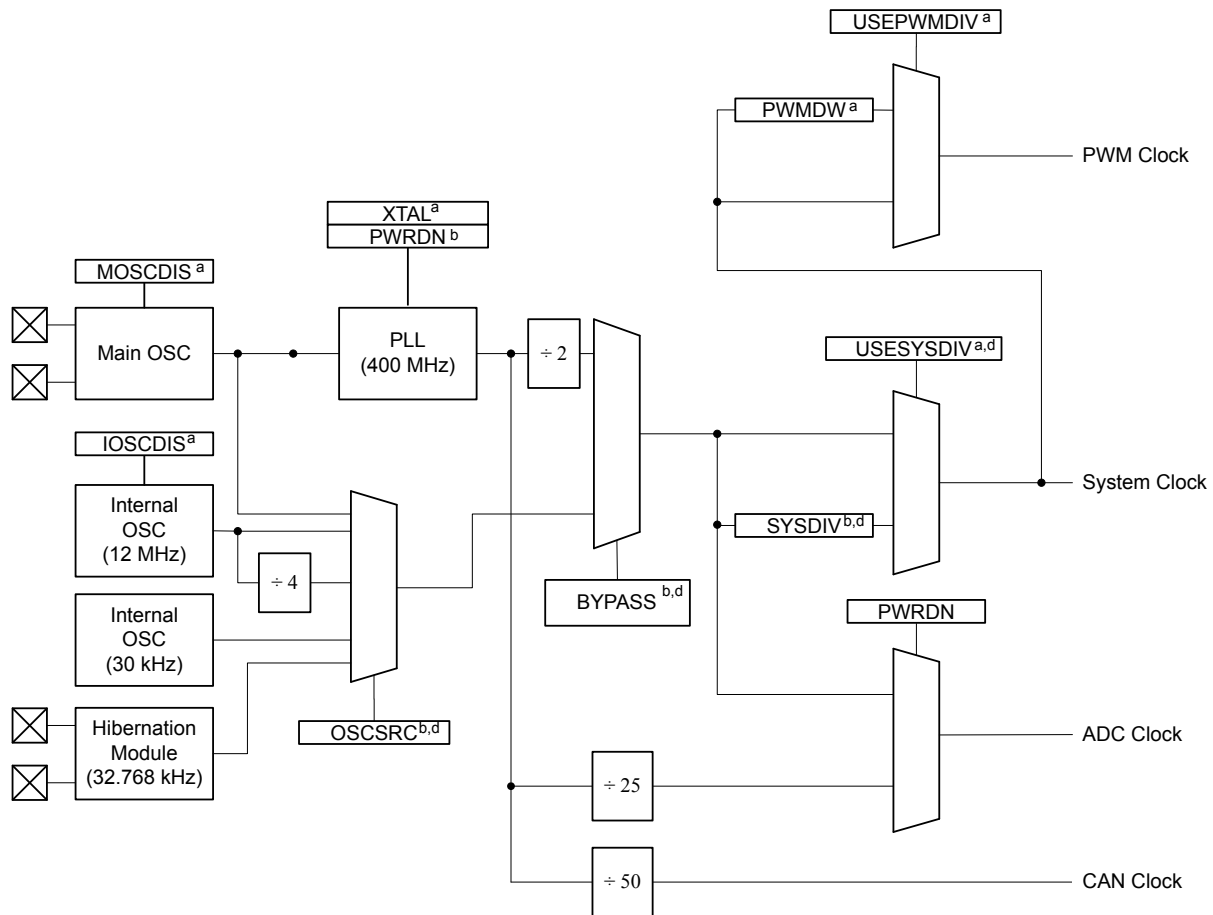 USEPWMDIV a
PWMDW a
PWM Clock
XTAL a
PWRDN b
MOSCDIS a
Main OSC
PLL
(400 MHz)
÷ 2
USESYSDIV a,d
IOSCDIS a
Internal
OSC
(12 MHz)
÷ 4
System Clock
SYSDIV b,d
BYPASS b,d
Internal
OSC
(30 kHz)
PWRDN
Hibernation
Module
(32.768 kHz)
OSCSRC b,d
ADC Clock
÷ 25
÷ 50
CAN Clock